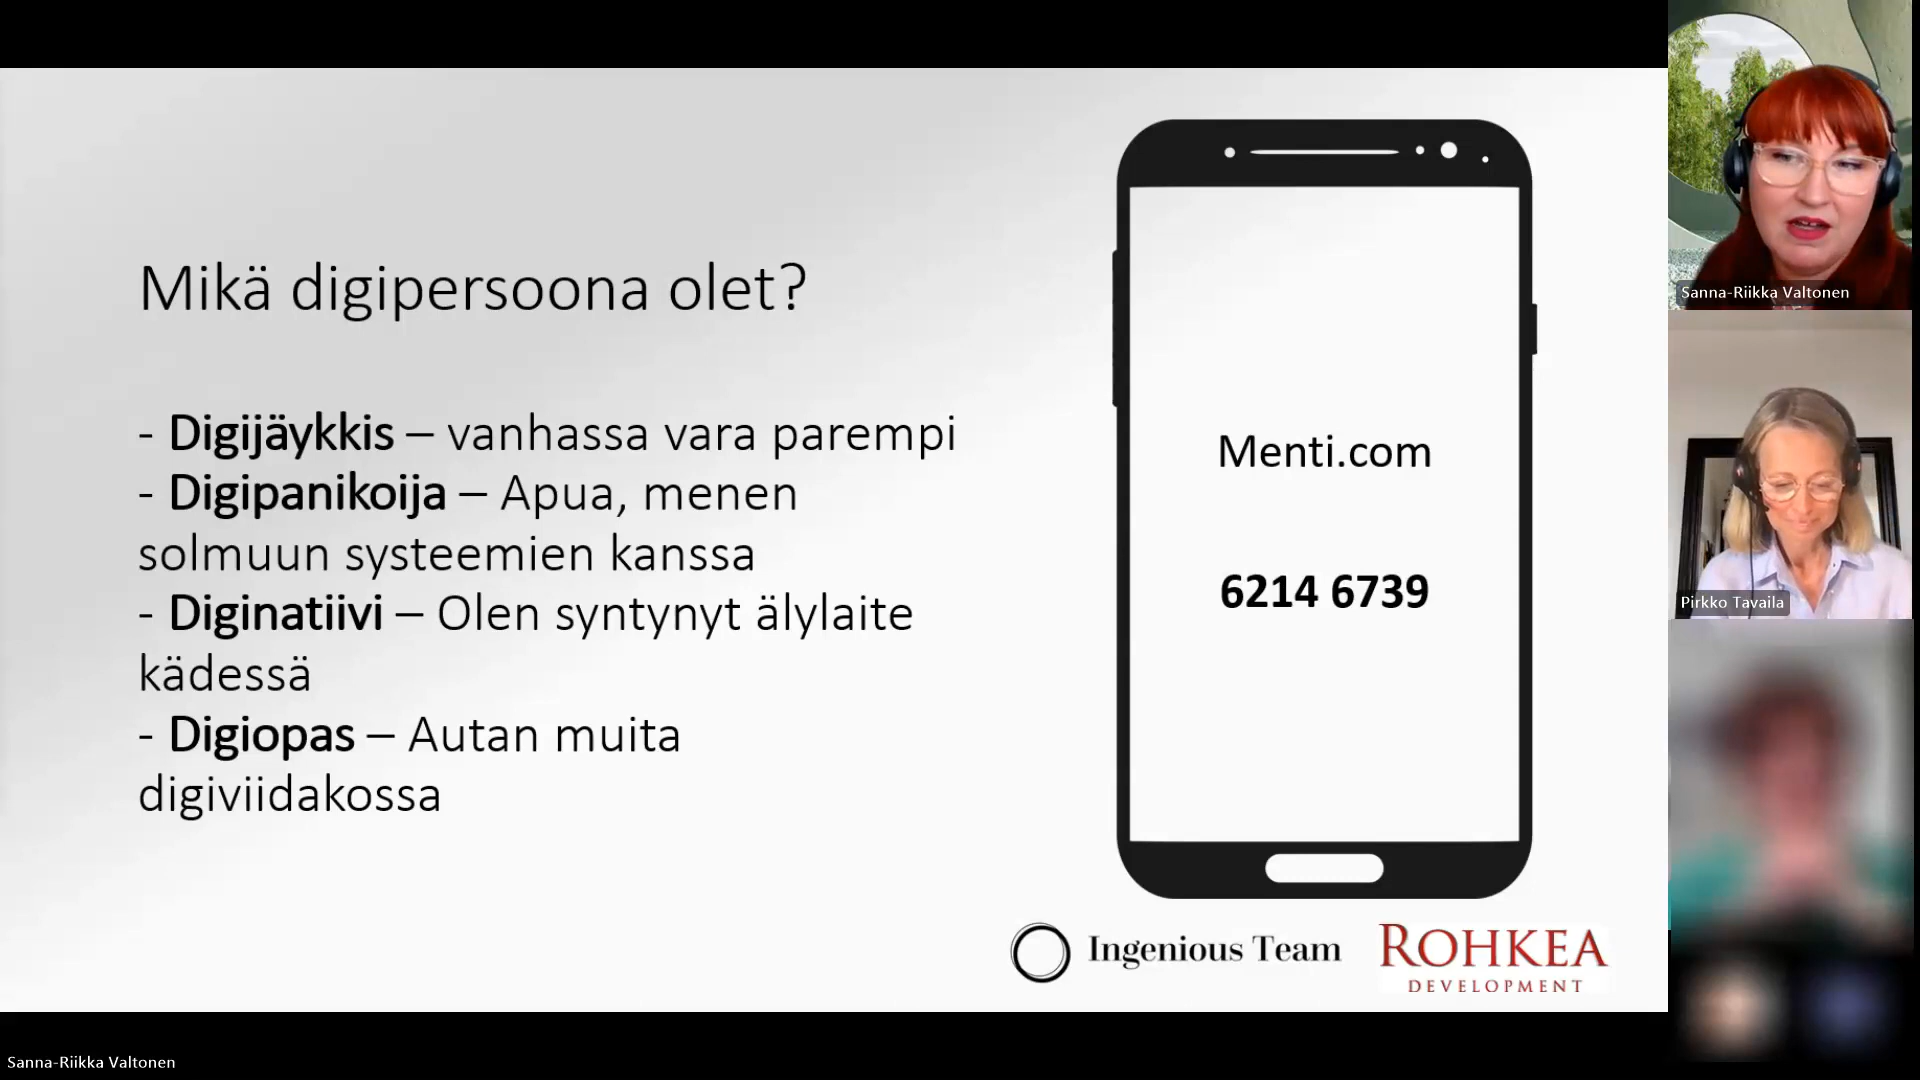 Mikä digipersoona olet?
- Digijäykkis – vanhassa vara parempi
- Digipanikoija – Apua, menen
solmuun systeemien kanssa
- Diginatiivi – Olen syntynyt älylaite
kädessä
- Digiopas – Autan muita
digiviidakossa
Menti.com
6214 6739
Ingenious Team
ROHKEA
DEVELOPMENT
Sanna-Riikka Valtonen
Pirkko Tavaila
Sanna-Riikka Valtonen